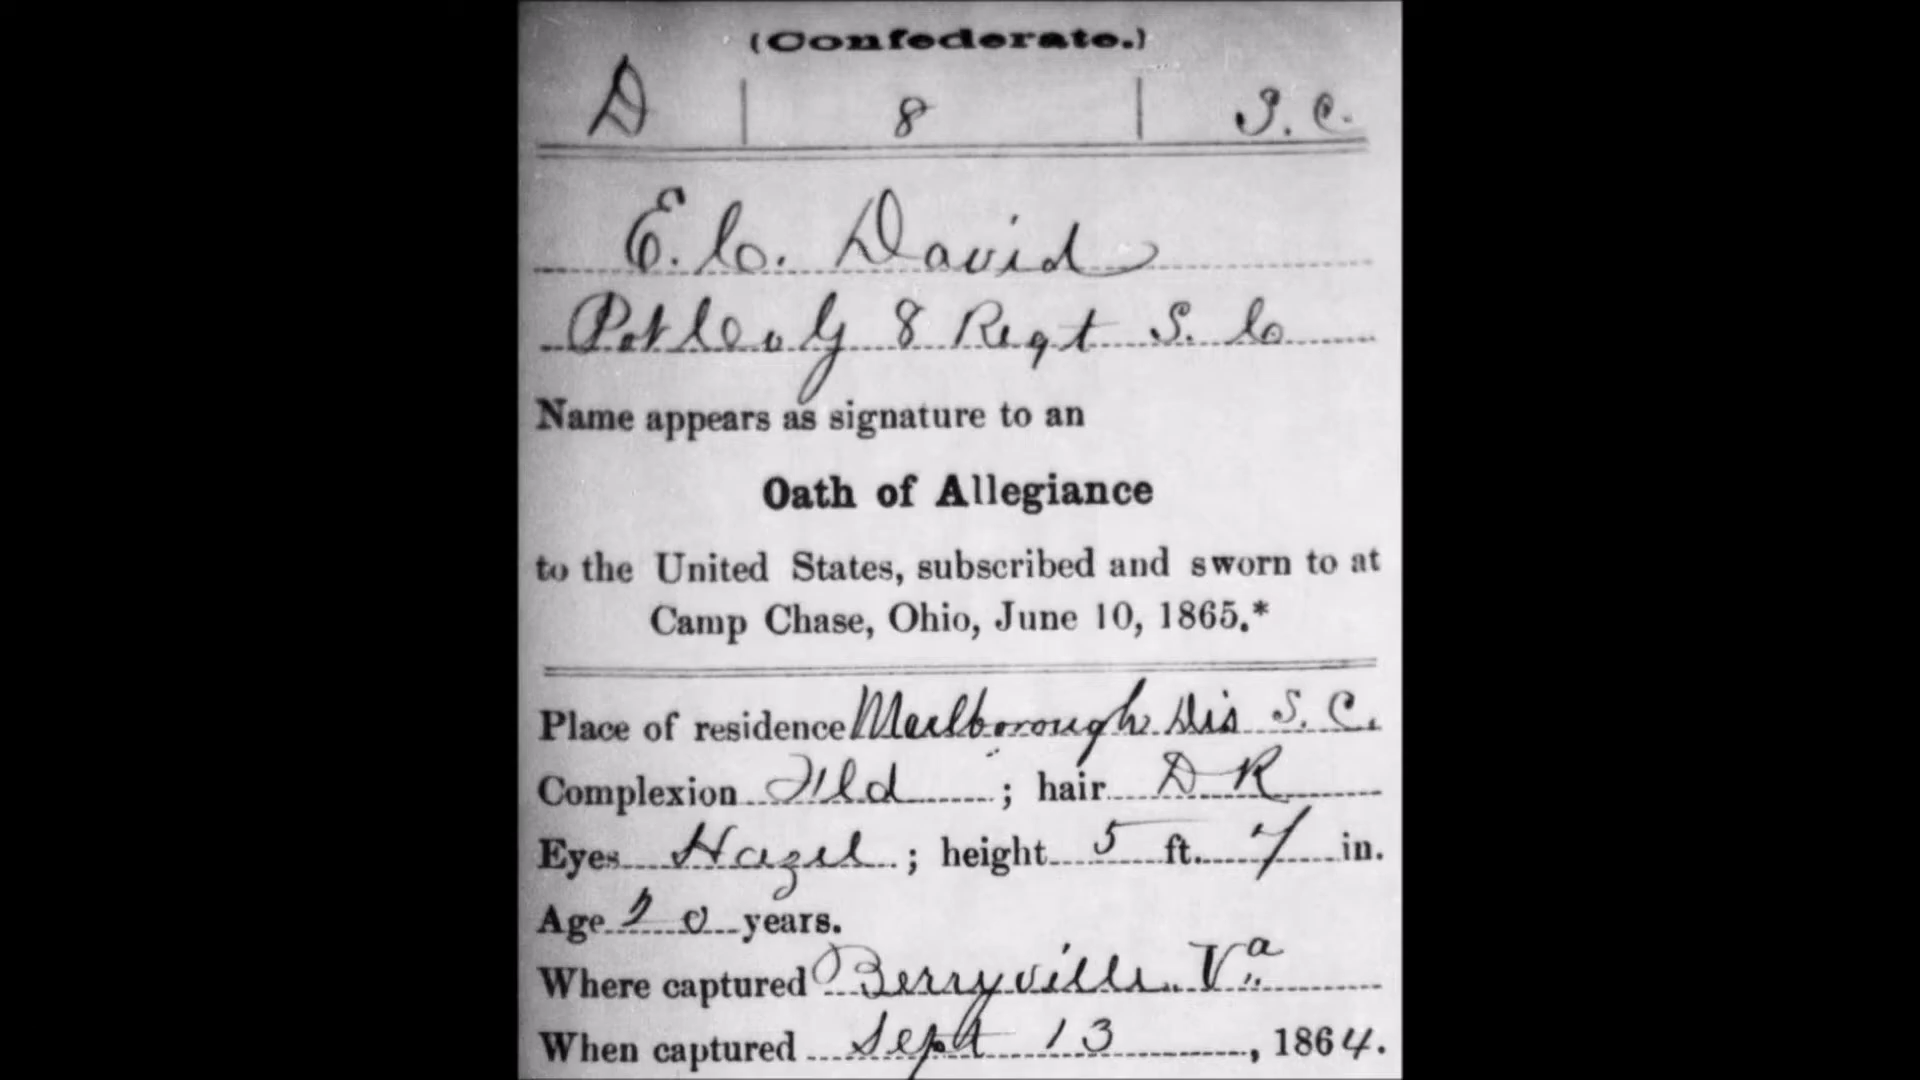 (Confederate.)
D | 8 | S. C.
E. C. David
Pvt Co G 8 Regt S. C
Name appears as signature to an
Oath of Allegiance
to the United States, subscribed and sworn to at
Camp Chase, Ohio, June 10, 1865.*
Place of residence Marlborough Dis S. C.
Complexion Fld ; hair D R
Eyes Hazel ; height 5 ft. 7 in.
Age 20 years.
Where captured Berryville Va
When captured Sept 13 , 1864.